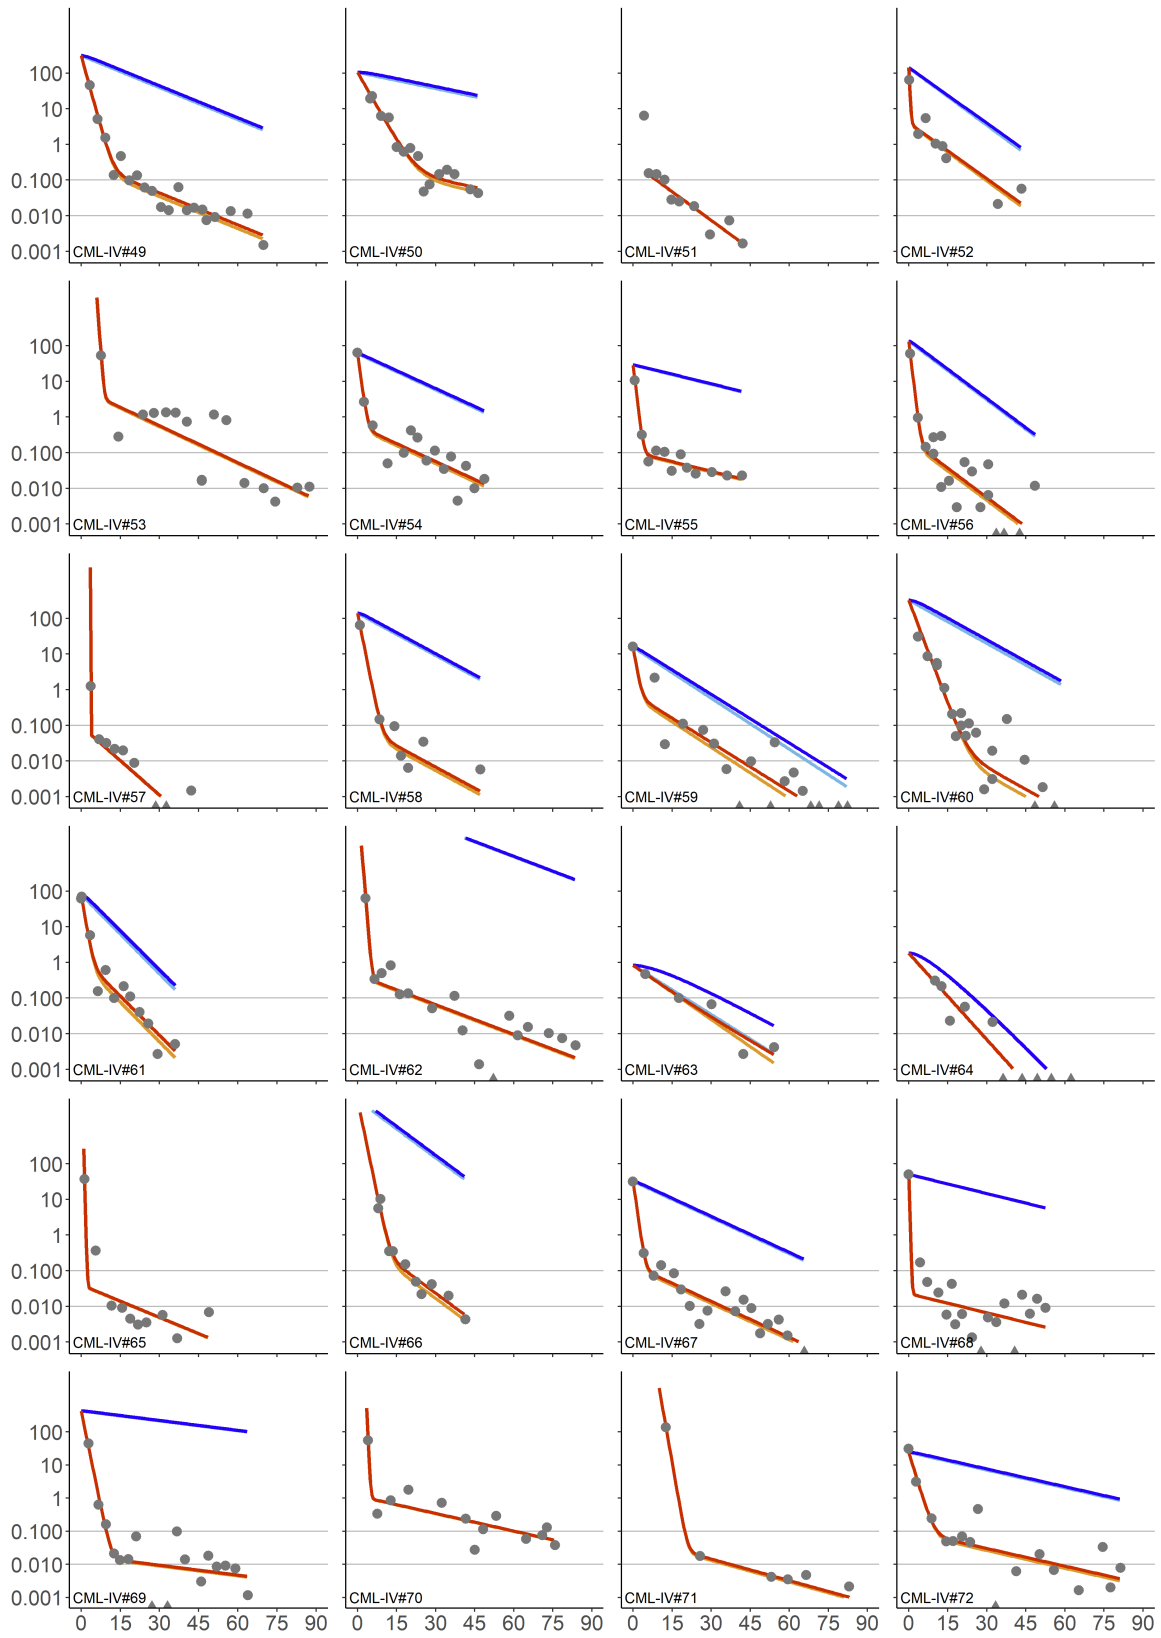 100
10
1
0.100
0.010
0.001
CML-IV#49
CML-IV#50
CML-IV#51
CML-IV#52
100
10
1
0.100
0.010
0.001
CML-IV#53
CML-IV#54
CML-IV#55
CML-IV#56
100
10
1
0.100
0.010
0.001
CML-IV#57
CML-IV#58
CML-IV#59
CML-IV#60
100
10
1
0.100
0.010
0.001
CML-IV#61
CML-IV#62
CML-IV#63
CML-IV#64
100
10
1
0.100
0.010
0.001
CML-IV#65
CML-IV#66
CML-IV#67
CML-IV#68
100
10
1
0.100
0.010
0.001
CML-IV#69
CML-IV#70
CML-IV#71
CML-IV#72
0 15 30 45 60 75 90
0 15 30 45 60 75 90
0 15 30 45 60 75 90
0 15 30 45 60 75 90